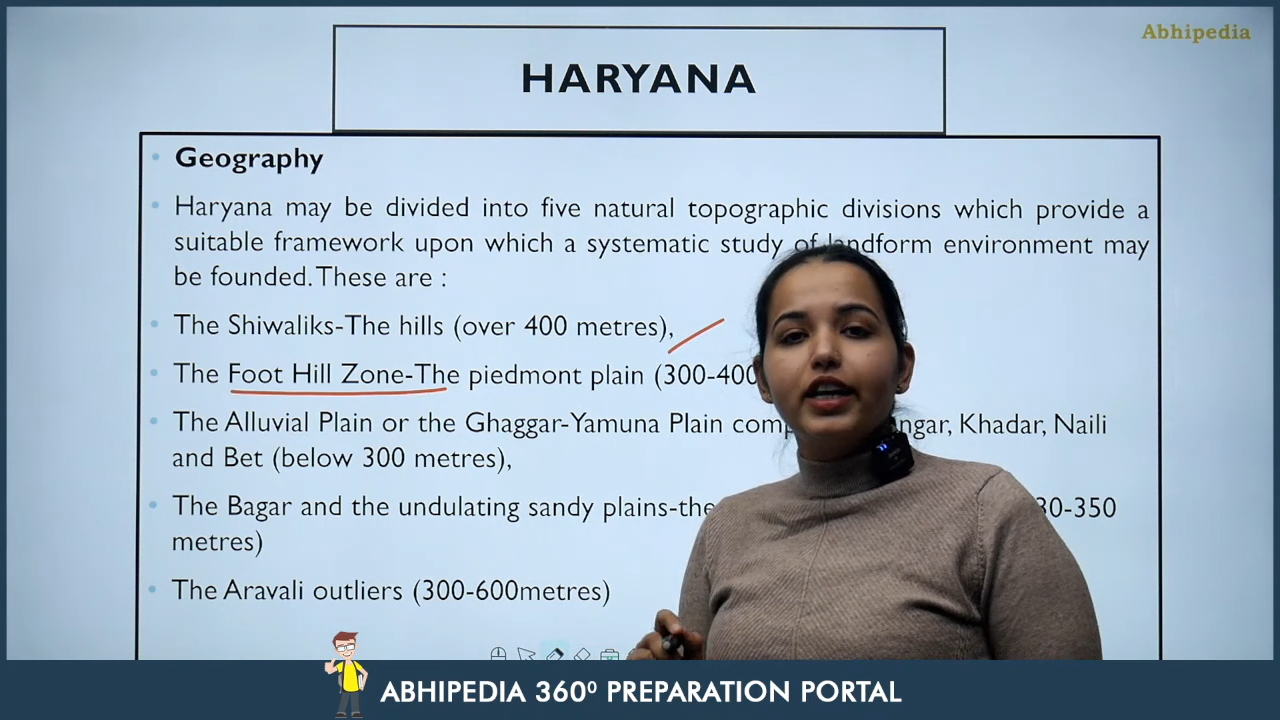 Abhipedia
HARYANA
Geography
Haryana may be divided into five natural topographic divisions which provide a
suitable framework upon which a systematic study of landform environment may
be founded. These are :
The Shiwaliks-The hills (over 400 metres),
The Foot Hill Zone-The piedmont plain (300-400
The Alluvial Plain or the Ghaggar-Yamuna Plain Khadar, Naili
and Bet (below 300 metres),
The Bagar and the undulating sandy plains-the 30-350
metres)
The Aravali outliers (300-600metres)
ABHIPEDIA 360⁰ PREPARATION PORTAL